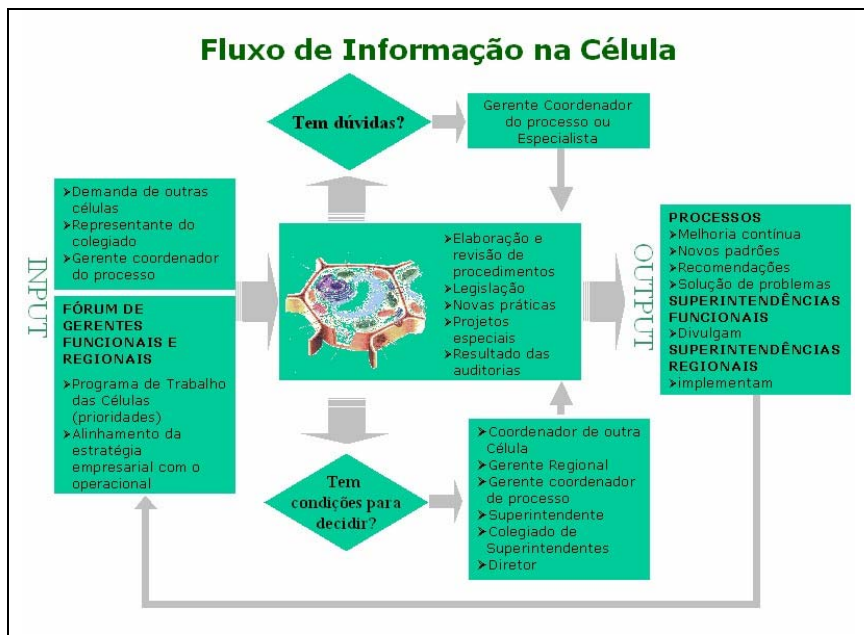 Fluxo de Informação na Célula
Tem dúvidas?
Gerente Coordenador
do processo ou
Especialista
INPUT
➢Demanda de outras
células
➢Representante do
colegiado
➢Gerente coordenador
do processo
FÓRUM DE
GERENTES
FUNCIONAIS E
REGIONAIS
➢Programa de Trabalho
das Células
(prioridades)
➢Alinhamento da
estratégia
empresarial com o
operacional
➢Elaboração e
revisão de
procedimentos
➢Legislação
➢Novas práticas
➢Projetos
especiais
➢Resultado das
auditorias
OUTPUT
PROCESSOS
➢Melhoria contínua
➢Novos padrões
➢Recomendações
➢Solução de problemas
SUPERINTENDÊNCIAS
FUNCIONAIS
➢Divulgam
SUPERINTENDÊNCIAS
REGIONAIS
➢implementam
Tem
condições para
decidir?
➢Coordenador de outra
Célula
➢Gerente Regional
➢Gerente coordenador
de processo
➢Superintendente
➢Colegiado de
Superintendentes
➢Diretor